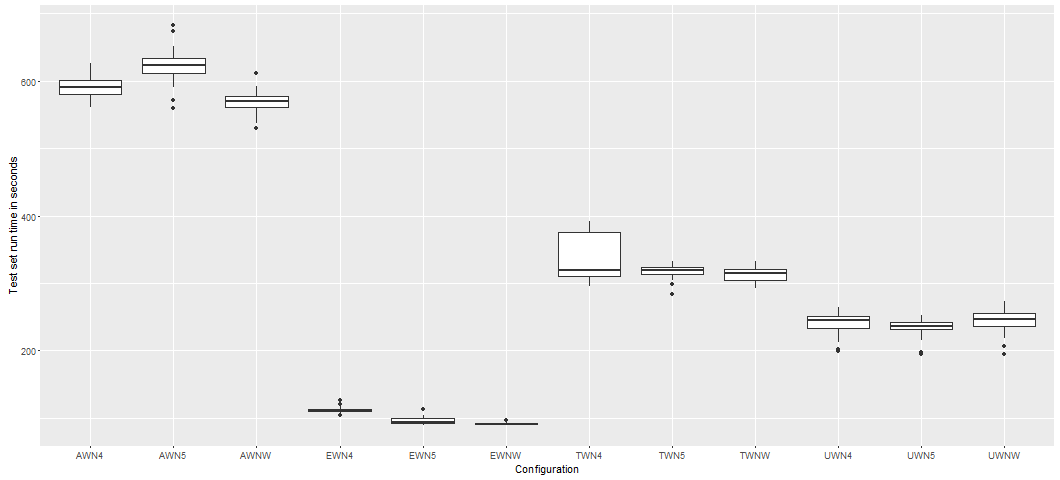 Test set run time in seconds
600
400
200
AWN4 AWN5 AWNW EWN4 EWN5 EWNW TWN4 TWN5 TWNW UWN4 UWN5 UWNW
Configuration